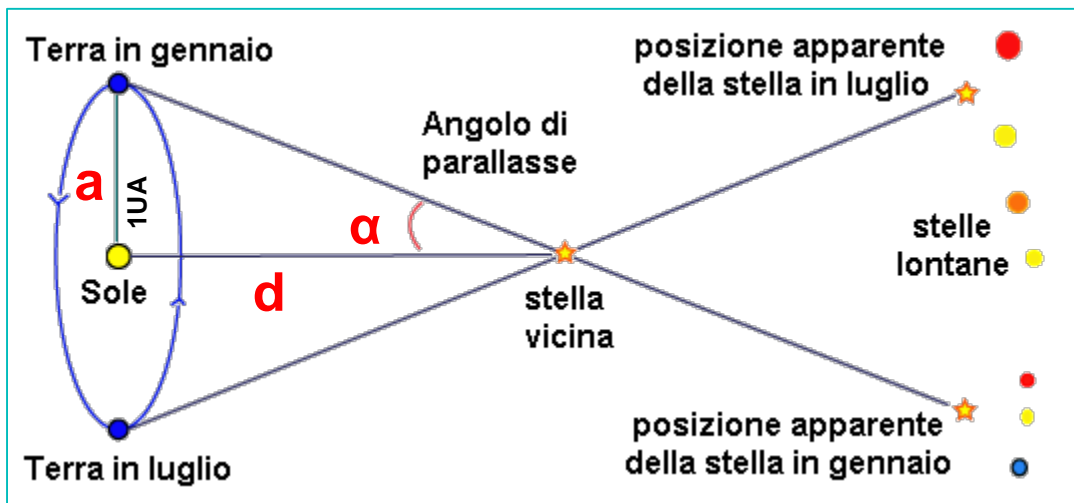 Terra in gennaio
posizione apparente
della stella in luglio
Angolo di
parallasse
a
1UA
α
stelle
lontane
Sole
d
stella
vicina
posizione apparente
della stella in gennaio
Terra in luglio